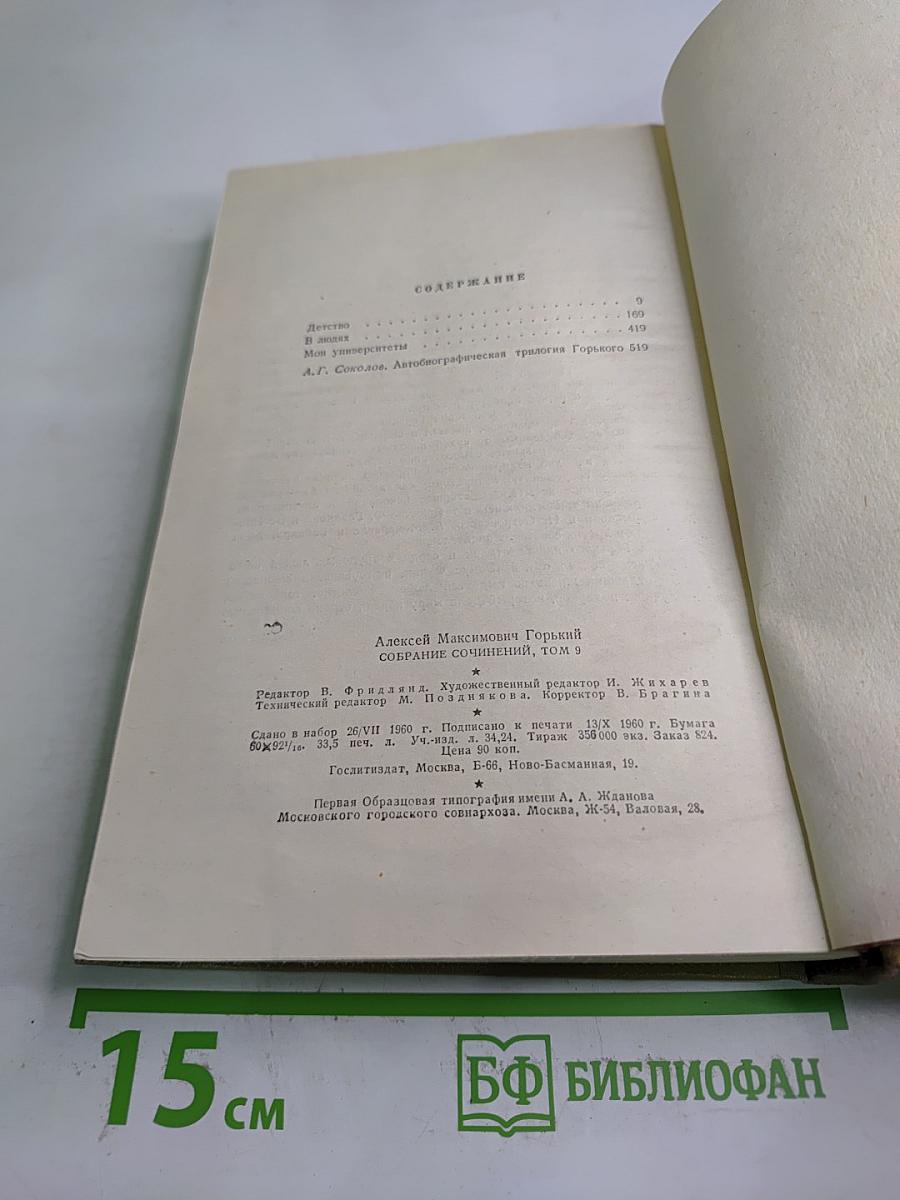 СОДЕРЖАНИЕ
Детство . . . . . . . . . . . . . . . . . . . . 9
В людях . . . . . . . . . . . . . . . . . . . . 169
Мои университеты . . . . . . . . . . . . . . . 419
А. Г. Соколов. Автобиографическая трилогия Горького 519
Алексей Максимович Горький
СОБРАНИЕ СОЧИНЕНИЙ, ТОМ 9
★
Редактор В. Фридлянд. Художественный редактор И. Жихарев
Технический редактор М. Позднякова. Корректор В. Брагина
★
Сдано в набор 26/VII 1960 г. Подписано к печати 13/X 1960 г. Бумага
60×92¹/₁₆. 33,5 печ. л. Уч.-изд. л. 34,24. Тираж 356 000 экз. Заказ 824.
Цена 90 коп.
Гослитиздат, Москва, Б-66, Ново-Басманная, 19.
★
Первая Образцовая типография имени А. А. Жданова
Московского городского совнархоза. Москва, Ж-54, Валовая, 28.
15 см
БФ БИБЛИОФАН